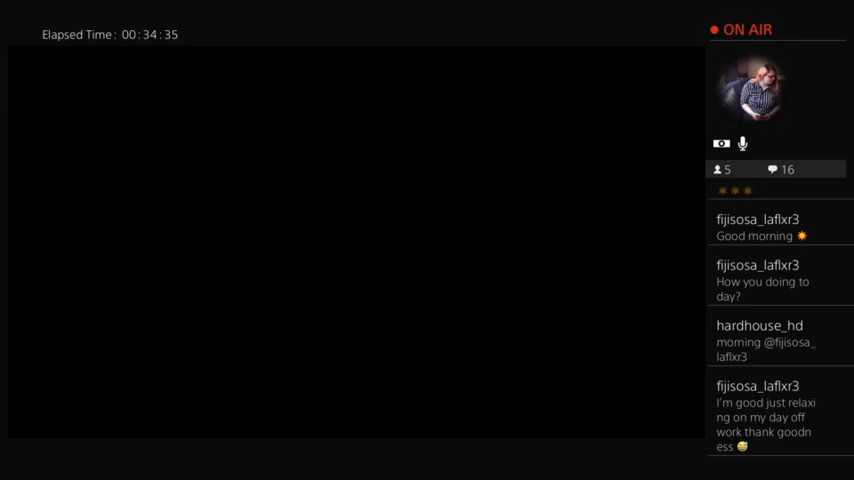 Elapsed Time: 00:34:35
ON AIR
5 16
fijisosa_laflxr3
Good morning ☀
fijisosa_laflxr3
How you doing to
day?
hardhouse_hd
morning @fijisosa_
laflxr3
fijisosa_laflxr3
I'm good just relaxi
ng on my day off
work thank goodn
ess 😅